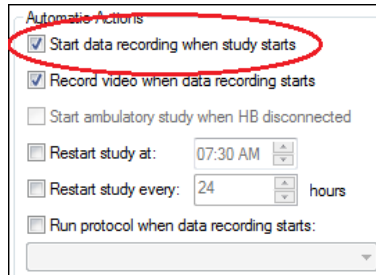 Automatic Actions
Start data recording when study starts
Record video when data recording starts
Start ambulatory study when HB disconnected
Restart study at: 07:30 AM
Restart study every: 24 hours
Run protocol when data recording starts: